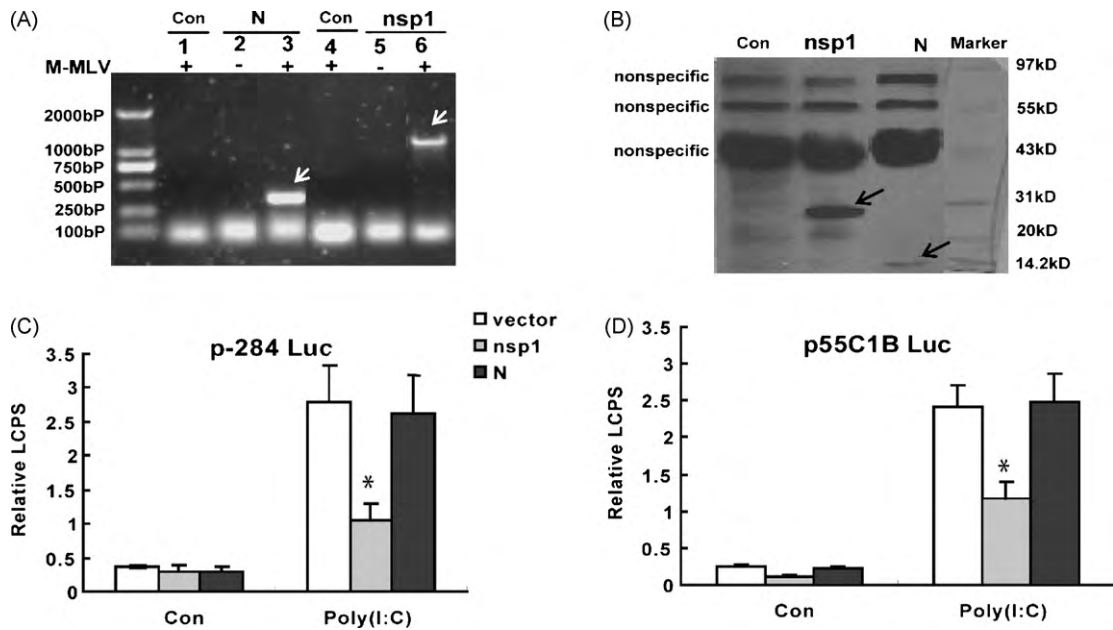 (A)
Con N Con nsp1
1 2 3 4 5 6
M-MLV + - + + - +
2000bP
1000bP
750bP
500bP
250bP
100bP
(B)
Con nsp1 N Marker
nonspecific
nonspecific
nonspecific
97kD
55kD
43kD
31kD
20kD
14.2kD
(C)
p-284 Luc
vector
nsp1
N
Relative LCPS
3.5
3
2.5
2
1.5
1
0.5
0
*
Con Poly(I:C)
(D)
p55C1B Luc
Relative LCPS
3.5
3
2.5
2
1.5
1
0.5
0
*
Con Poly(I:C)